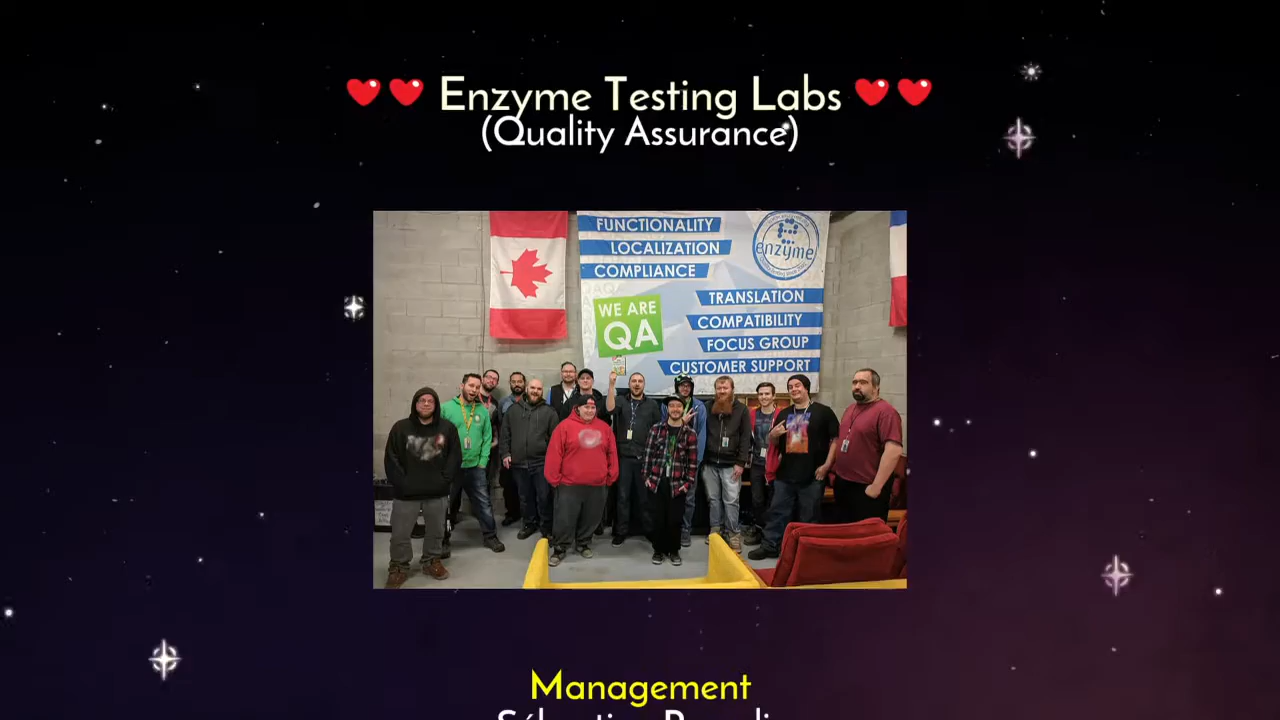 Enzyme Testing Labs
(Quality Assurance)
FUNCTIONALITY
LOCALIZATION
COMPLIANCE
enzyme
WE ARE
QA
TRANSLATION
COMPATIBILITY
FOCUS GROUP
CUSTOMER SUPPORT
Management